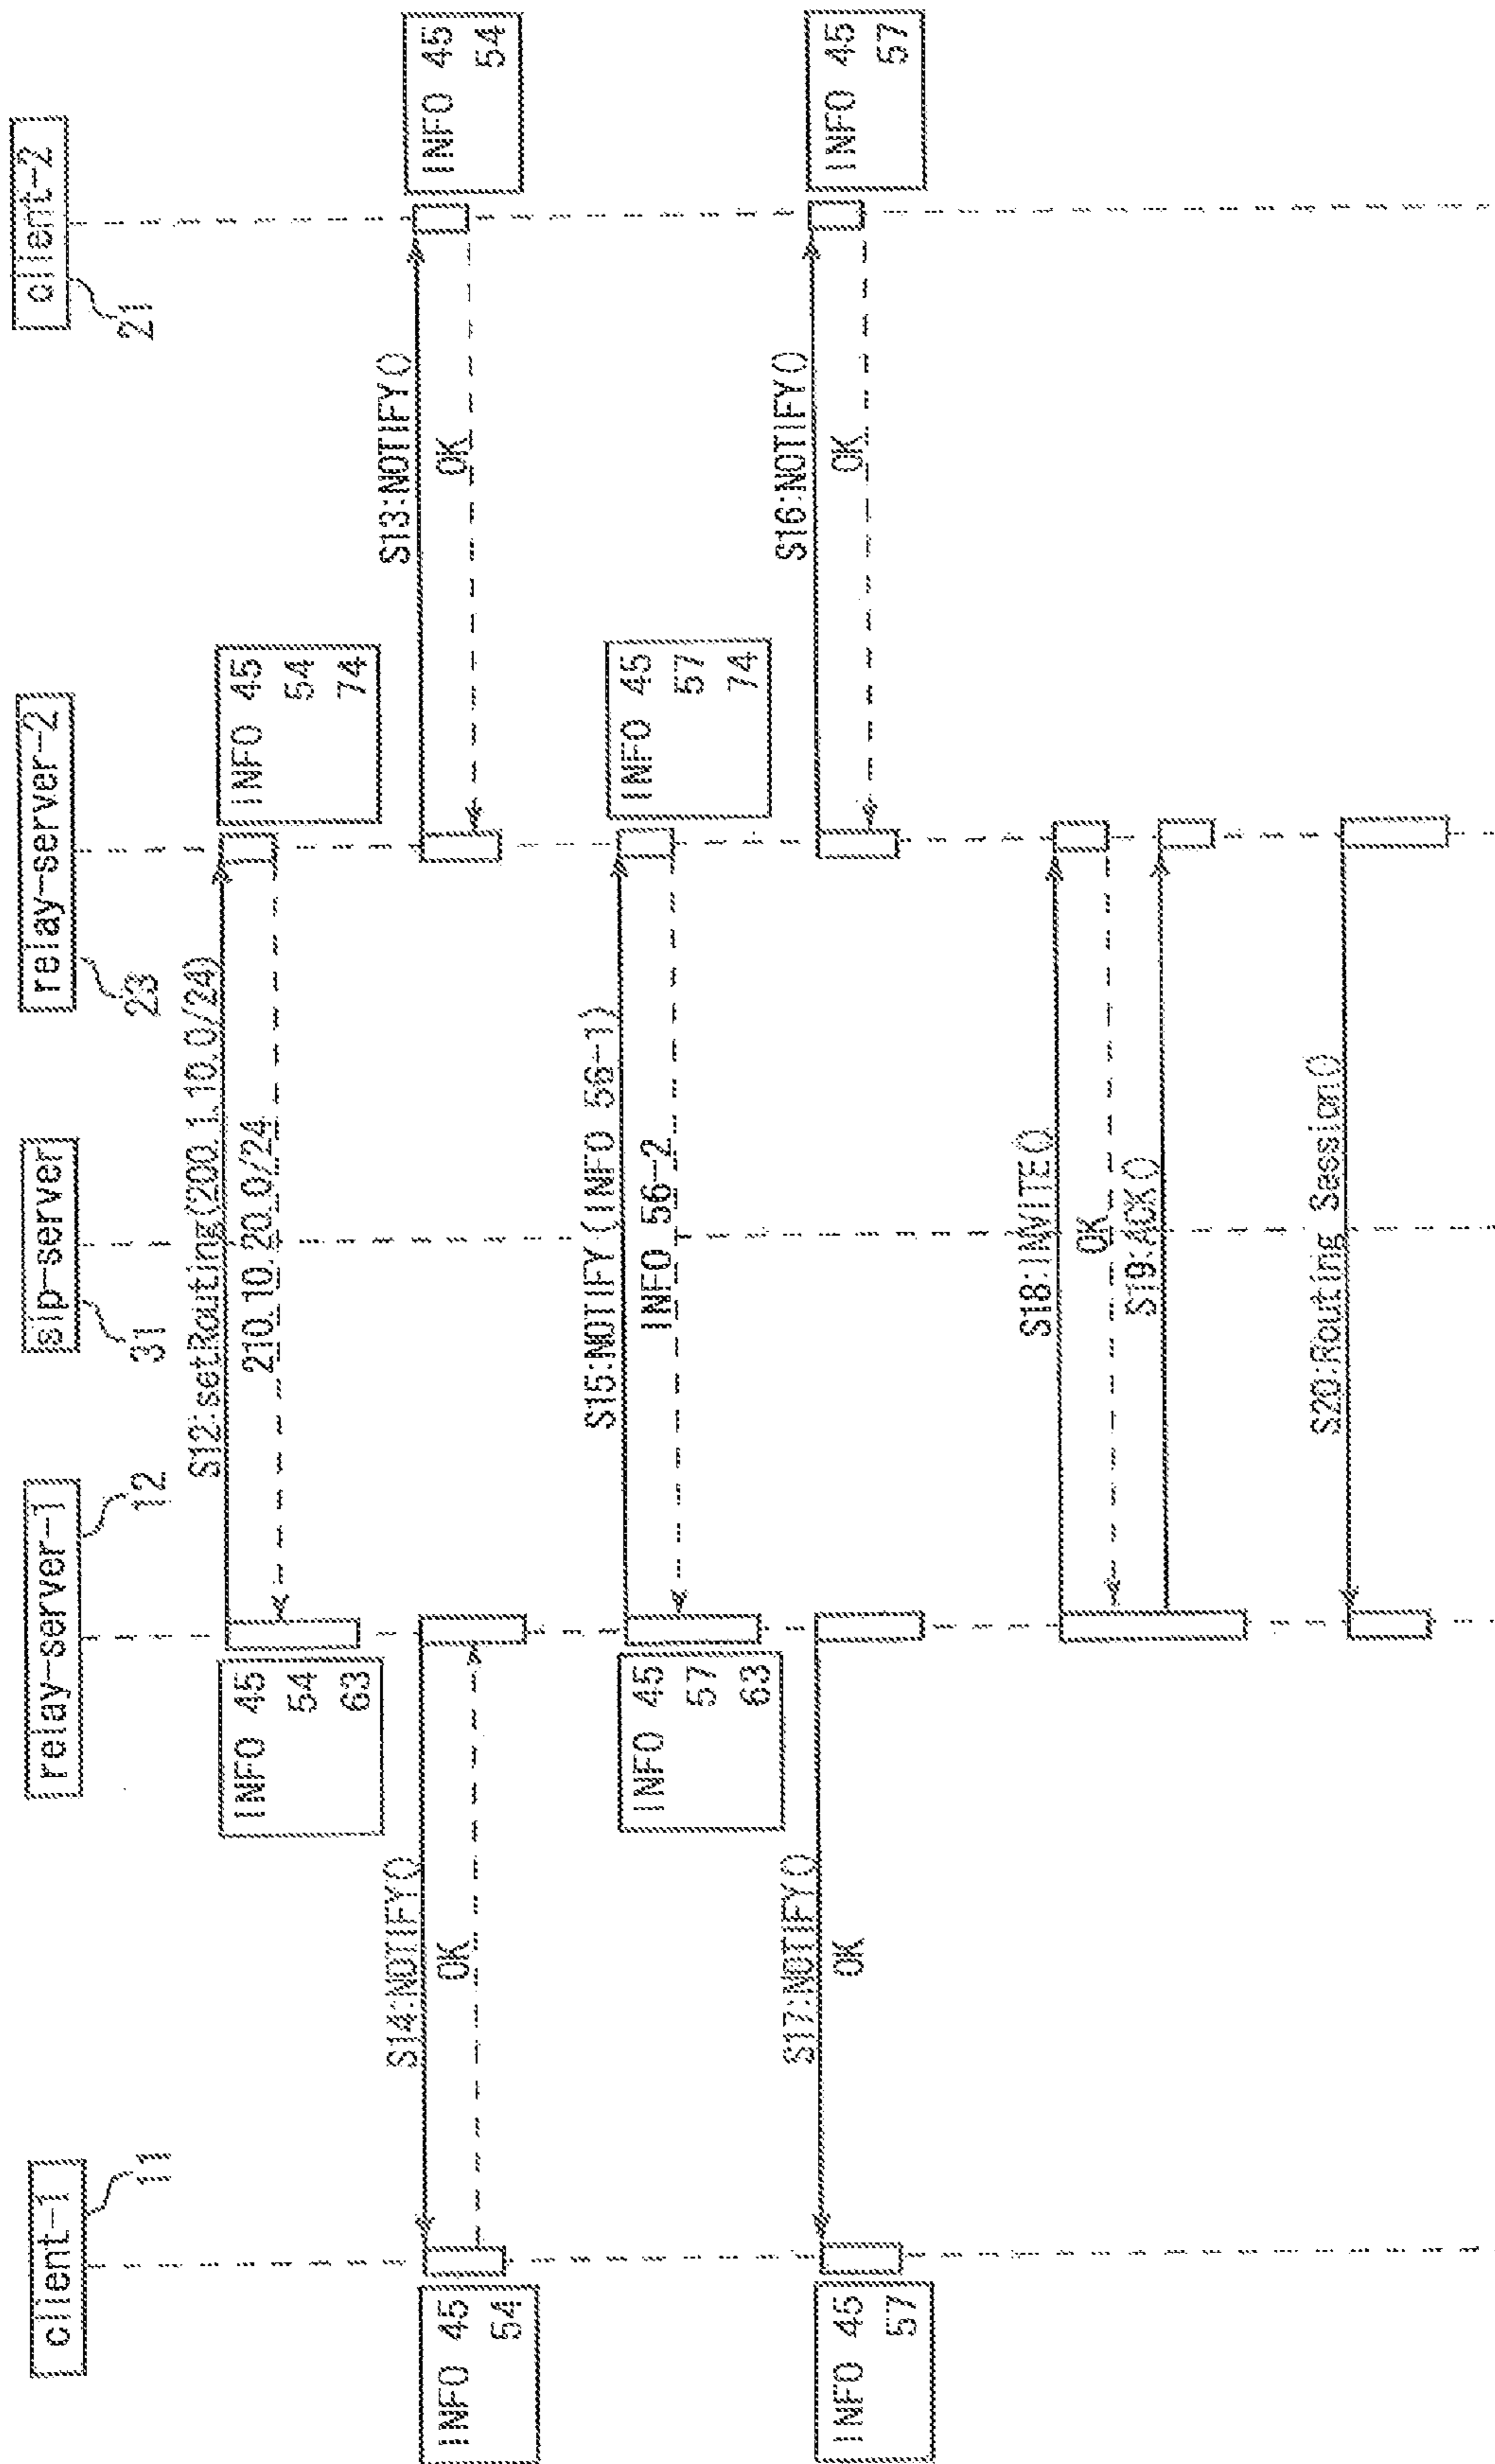 client-1
11
relay-server-1
12
sip-server
31
relay-server-2
23
client-2
21
S12:setRouting(200.1.10.0/24)
210.10.20.0/24
INFO 45
54
63
INFO 45
54
74
S13:NOTIFY()
OK
INFO 45
54
S14:NOTIFY()
OK
INFO 45
54
S15:NOTIFY(INFO 56-1)
INFO 56-2
INFO 45
57
63
INFO 45
57
74
S16:NOTIFY()
OK
INFO 45
57
S17:NOTIFY()
OK
INFO 45
57
S18:INVITE()
OK
S19:ACK()
S20:Routing Session()